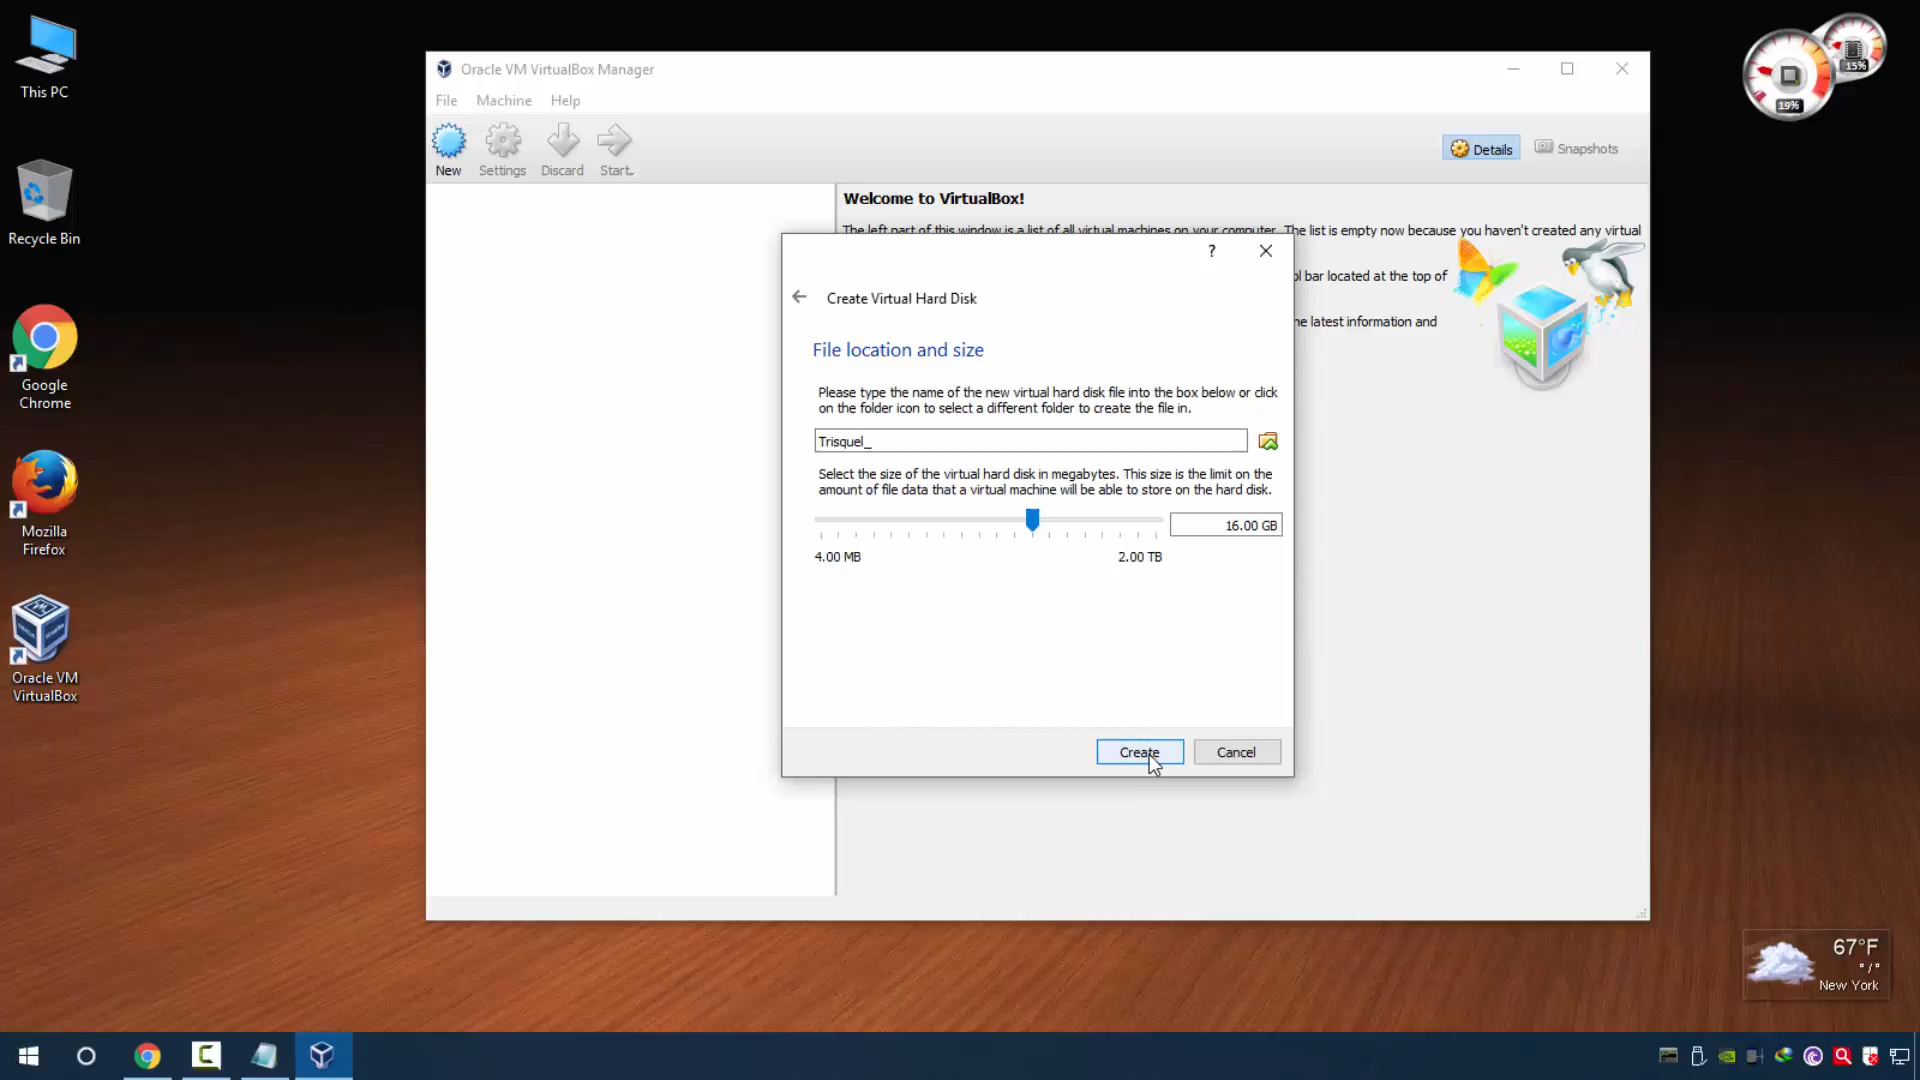 This PC
Recycle Bin
Google
Chrome
Mozilla
Firefox
Oracle VM
VirtualBox
Oracle VM VirtualBox Manager
File Machine Help
New Settings Discard Start
Details Snapshots
Welcome to VirtualBox!
The left part of this window is a list of all virtual machines on your computer. The list is empty now because you haven't created any virtual
bar located at the top of
latest information and
?
Create Virtual Hard Disk
File location and size
Please type the name of the new virtual hard disk file into the box below or click
on the folder icon to select a different folder to create the file in.
Trisquel_
Select the size of the virtual hard disk in megabytes. This size is the limit on the
amount of file data that a virtual machine will be able to store on the hard disk.
16.00 GB
4.00 MB 2.00 TB
Create Cancel
15%
19%
67°F
°/°
New York